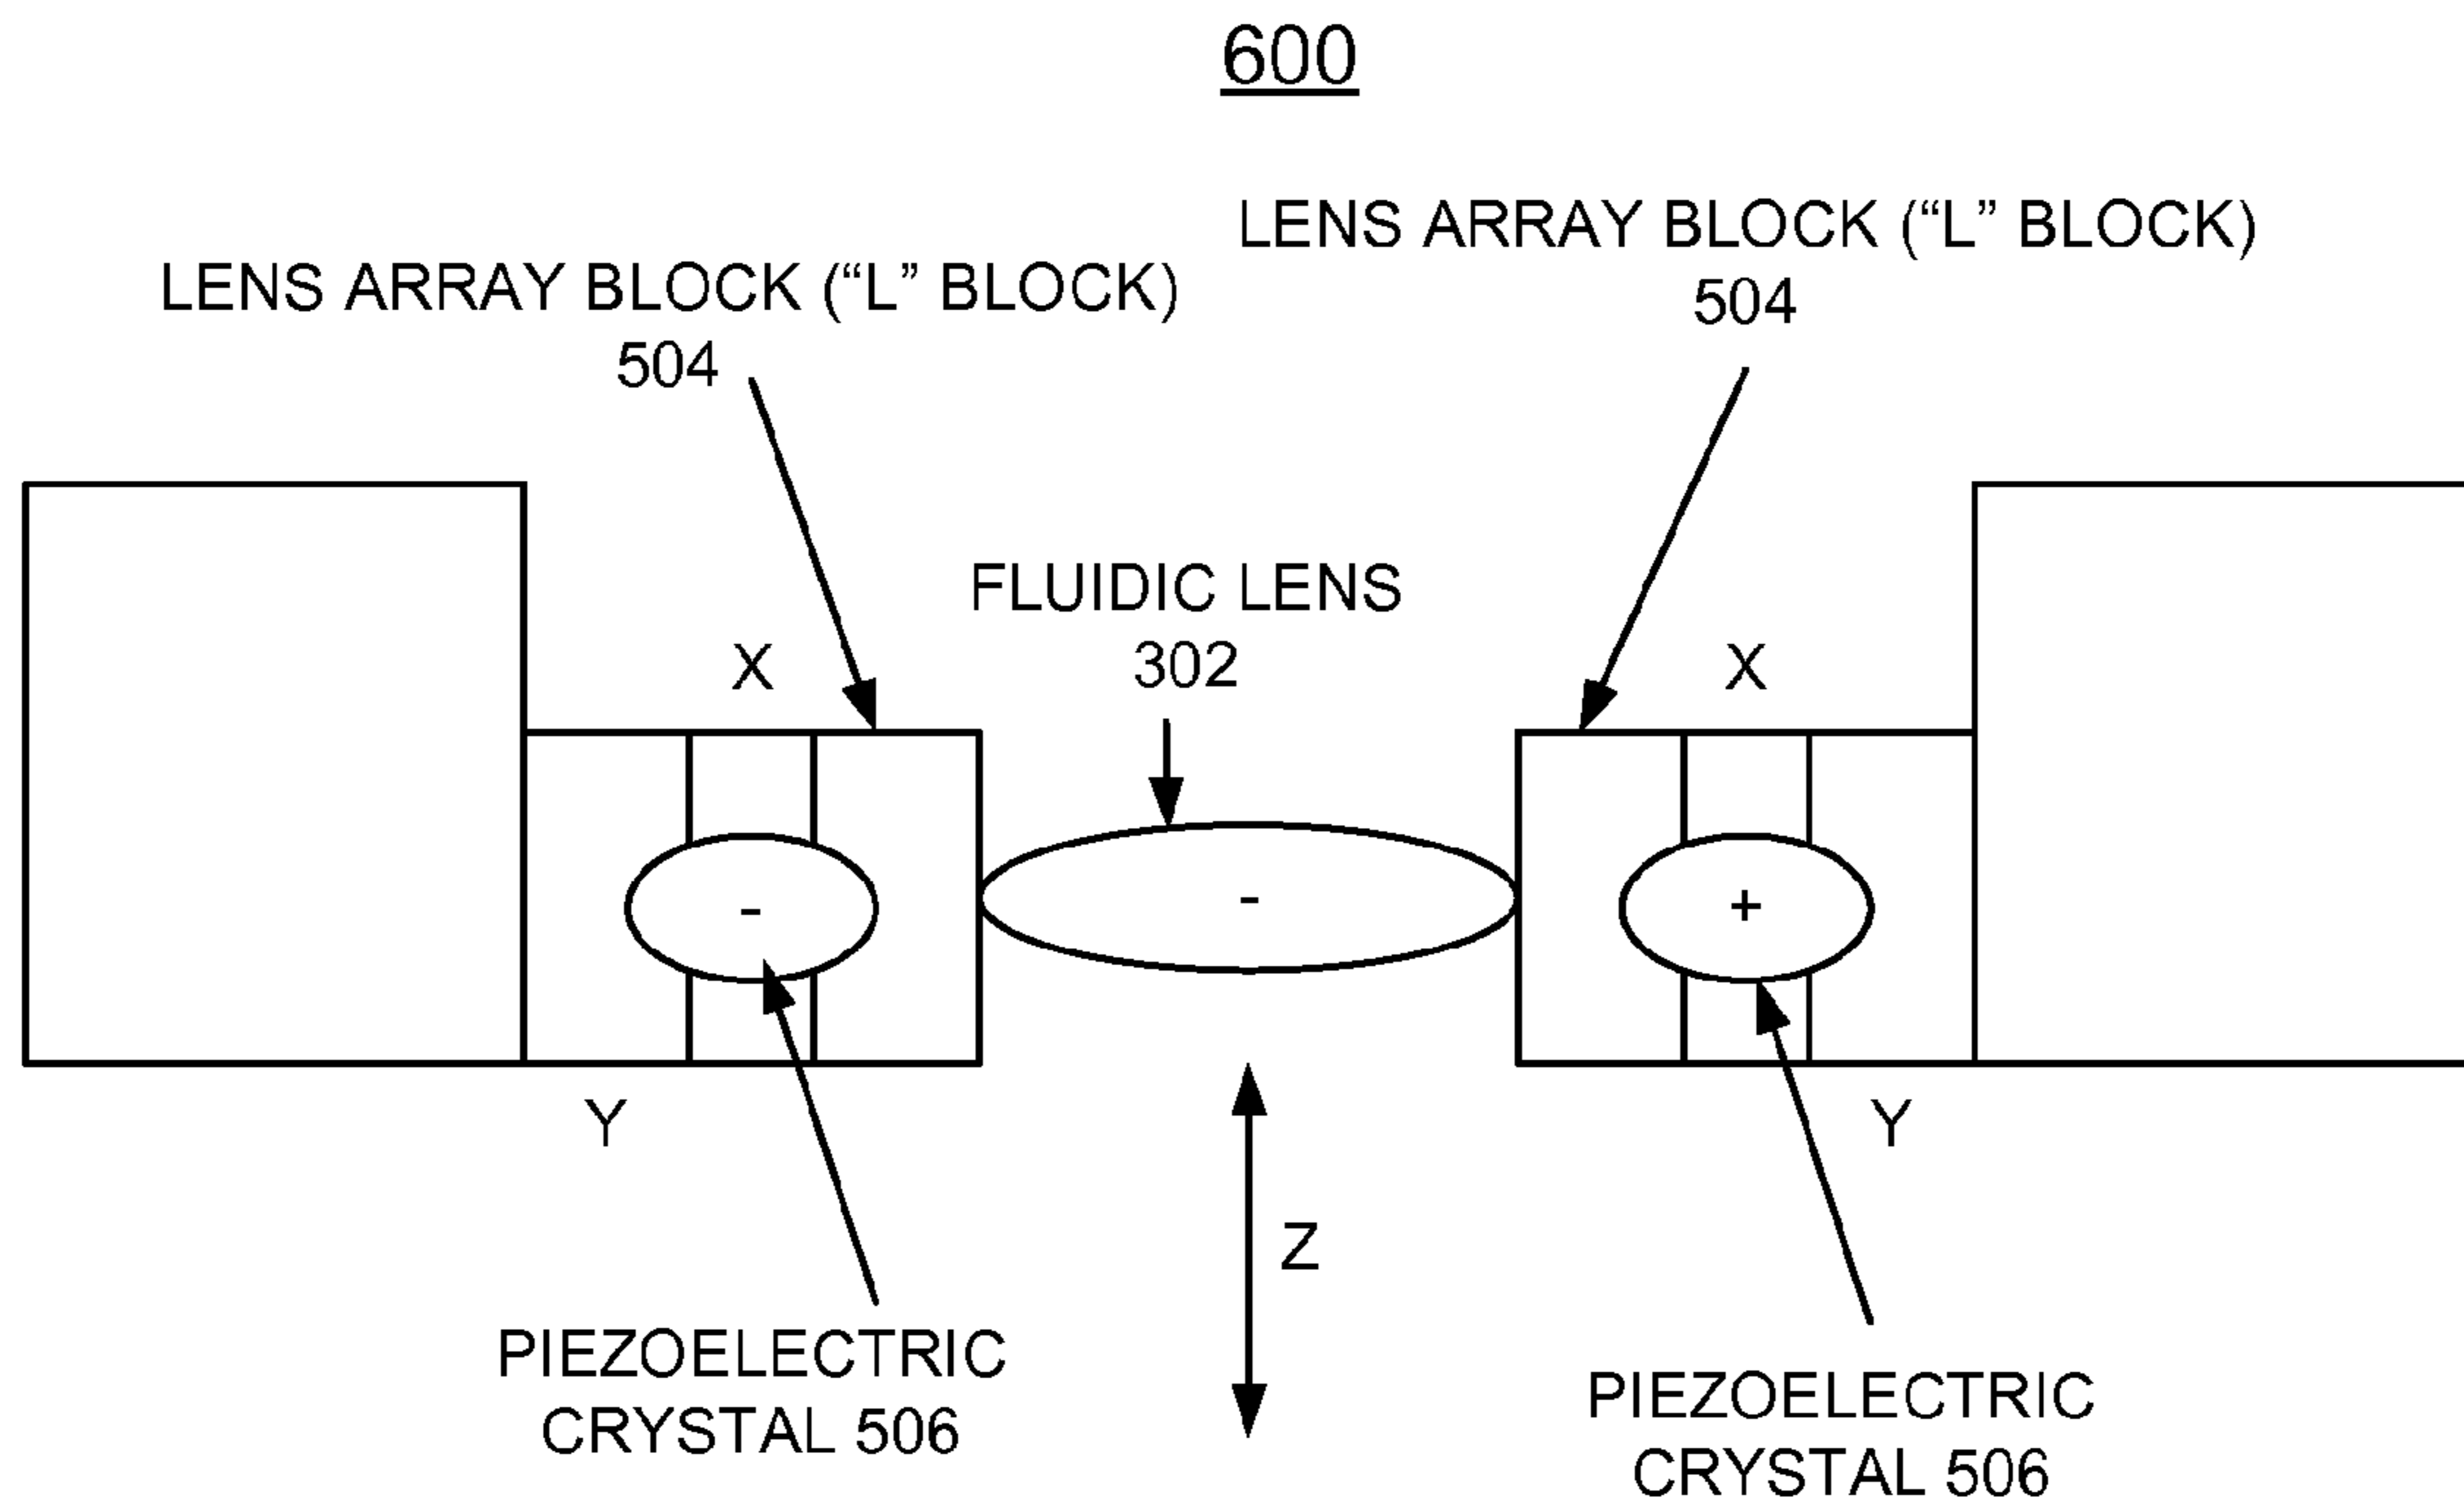 600
LENS ARRAY BLOCK (“L” BLOCK)
504
LENS ARRAY BLOCK (“L” BLOCK)
504
FLUIDIC LENS
302
X
X
-
-
+
Y
Y
Z
PIEZOELECTRIC
CRYSTAL 506
PIEZOELECTRIC
CRYSTAL 506